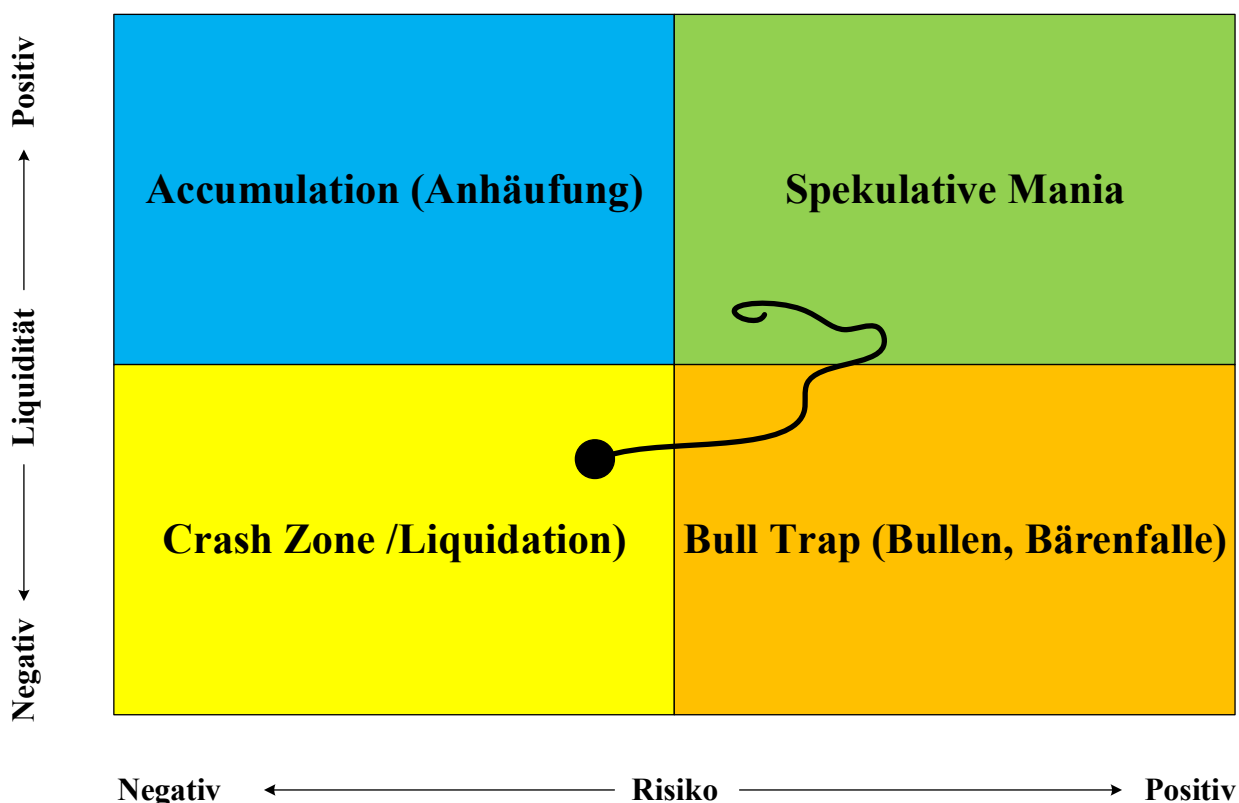 Positiv
Liquidität
Negativ
Accumulation (Anhäufung)
Spekulative Mania
Crash Zone /Liquidation)
Bull Trap (Bullen, Bärenfalle)
Negativ
Risiko
Positiv